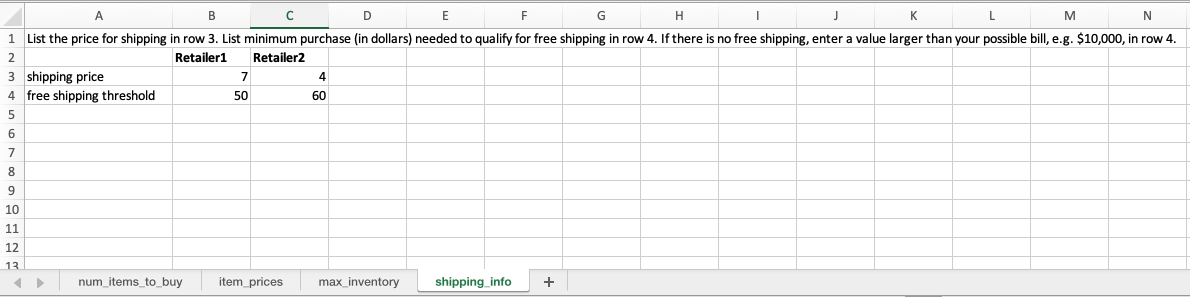 A B C D E F G H I J K L M N
1 List the price for shipping in row 3. List minimum purchase (in dollars) needed to qualify for free shipping in row 4. If there is no free shipping, enter a value larger than your possible bill, e.g. $10,000, in row 4.
2 Retailer1 Retailer2
3 shipping price 7 4
4 free shipping threshold 50 60
5
6
7
8
9
10
11
12
13
num_items_to_buy item_prices max_inventory shipping_info +